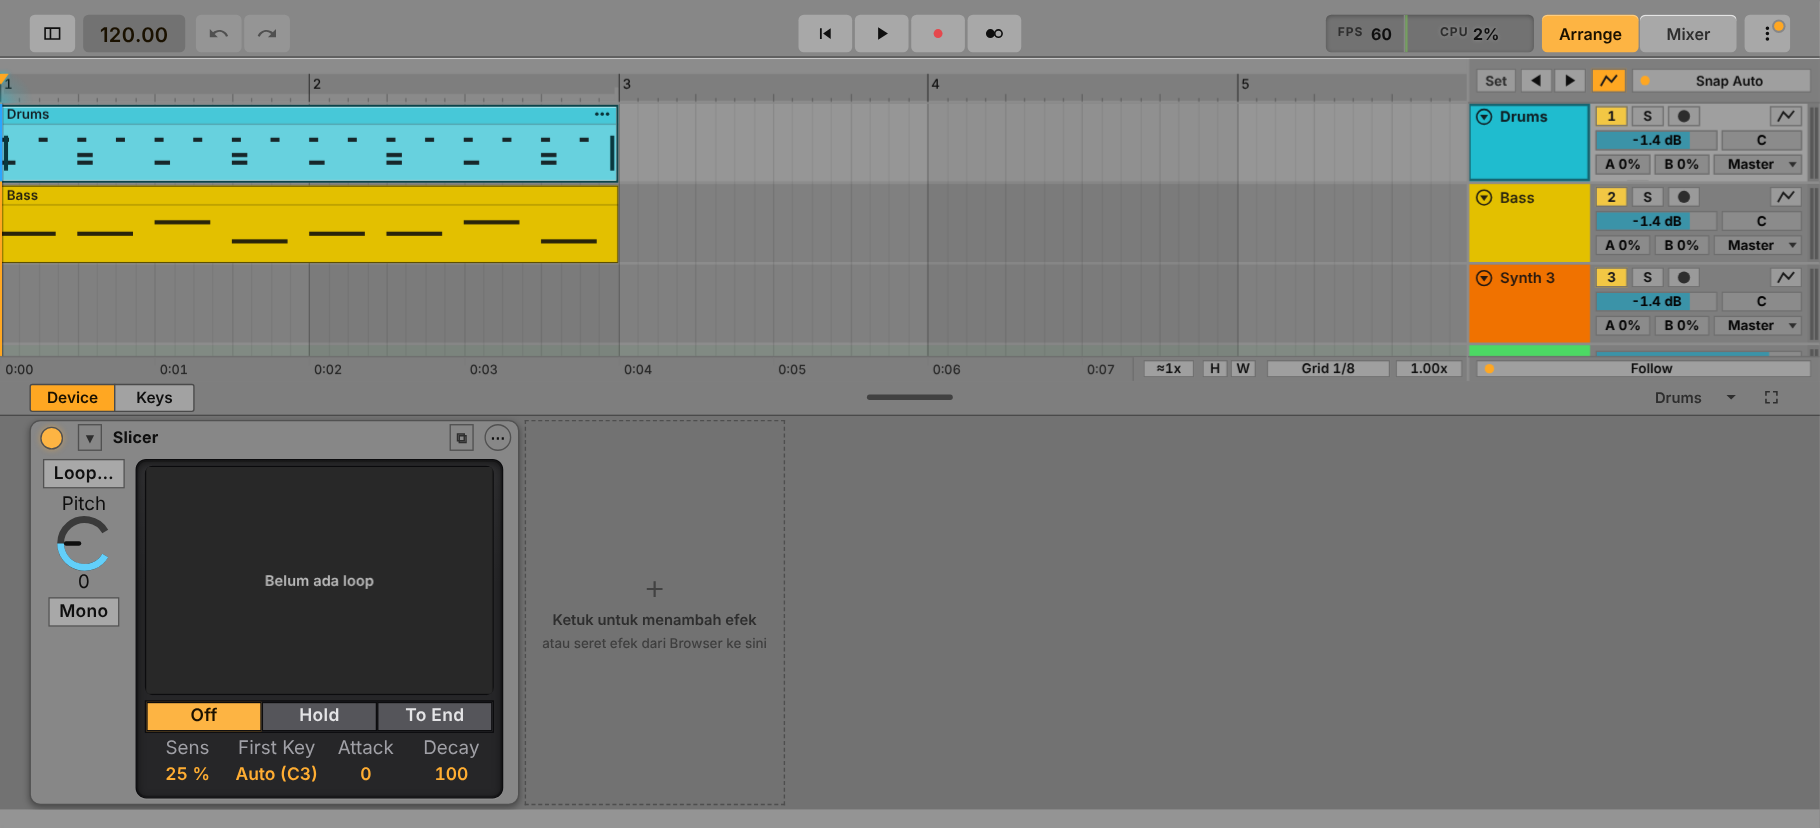 120.00
FPS 60
CPU 2%
Arrange
Mixer
1 2 3 4 5
Set
Snap Auto
Drums
Drums
1 S
-1.4 dB C
A 0% B 0% Master
Bass
Bass
2 S
-1.4 dB C
A 0% B 0% Master
Synth 3
3 S
-1.4 dB C
A 0% B 0% Master
0:00 0:01 0:02 0:03 0:04 0:05 0:06 0:07
≈1x H W Grid 1/8 1.00x
Follow
Device Keys
Drums
Slicer
Loop...
Pitch
0
Mono
Belum ada loop
Off Hold To End
Sens First Key Attack Decay
25 % Auto (C3) 0 100
Ketuk untuk menambah efek
atau seret efek dari Browser ke sini